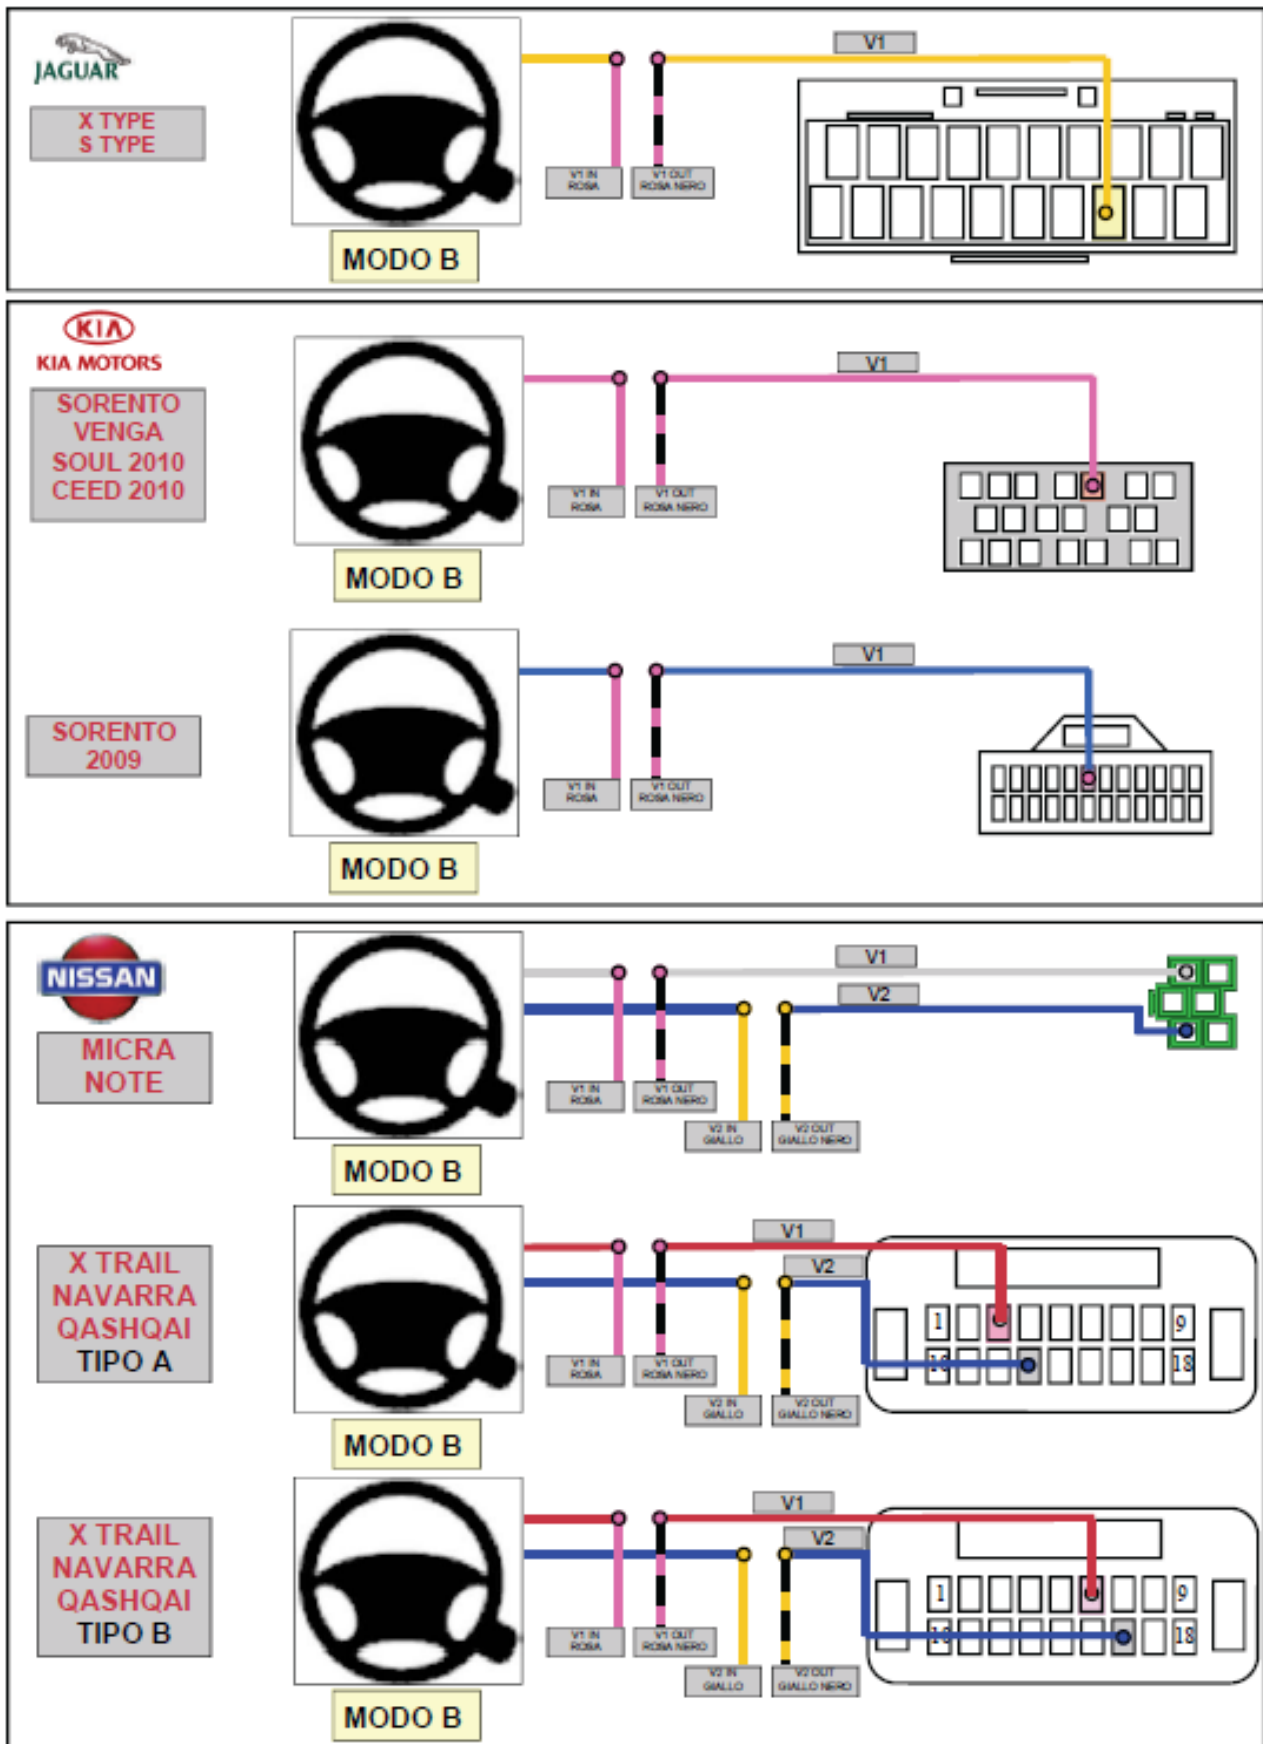 JAGUAR
X TYPE
S TYPE
V1
V1 IN
ROSA
V1 OUT
ROSA NERO
MODO B
KIA
KIA MOTORS
SORENTO
VENGA
SOUL 2010
CEED 2010
V1
V1 IN
ROSA
V1 OUT
ROSA NERO
MODO B
SORENTO
2009
V1
V1 IN
ROSA
V1 OUT
ROSA NERO
MODO B
NISSAN
MICRA
NOTE
V1
V2
V1 IN
ROSA
V1 OUT
ROSA NERO
V2 IN
GIALLO
V2 OUT
GIALLO NERO
MODO B
X TRAIL
NAVARRA
QASHQAI
TIPO A
V1
V2
1
9
10
18
V1 IN
ROSA
V1 OUT
ROSA NERO
V2 IN
GIALLO
V2 OUT
GIALLO NERO
MODO B
X TRAIL
NAVARRA
QASHQAI
TIPO B
V1
V2
1
9
10
18
V1 IN
ROSA
V1 OUT
ROSA NERO
V2 IN
GIALLO
V2 OUT
GIALLO NERO
MODO B